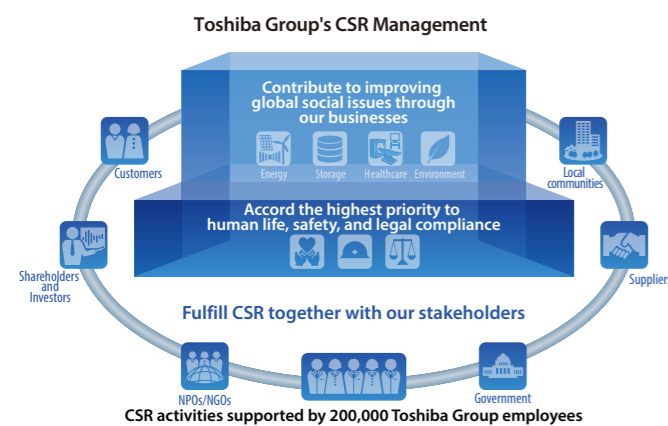 Toshiba Group's CSR Management
Contribute to improving
global social issues through
our businesses
Energy
Storage
Healthcare
Environment
Customers
Local
communities
Accord the highest priority to
human life, safety, and legal compliance
Shareholders
and
Investors
Suppliers
Fulfill CSR together with our stakeholders
NPOs/NGOs
Government
CSR activities supported by 200,000 Toshiba Group employees